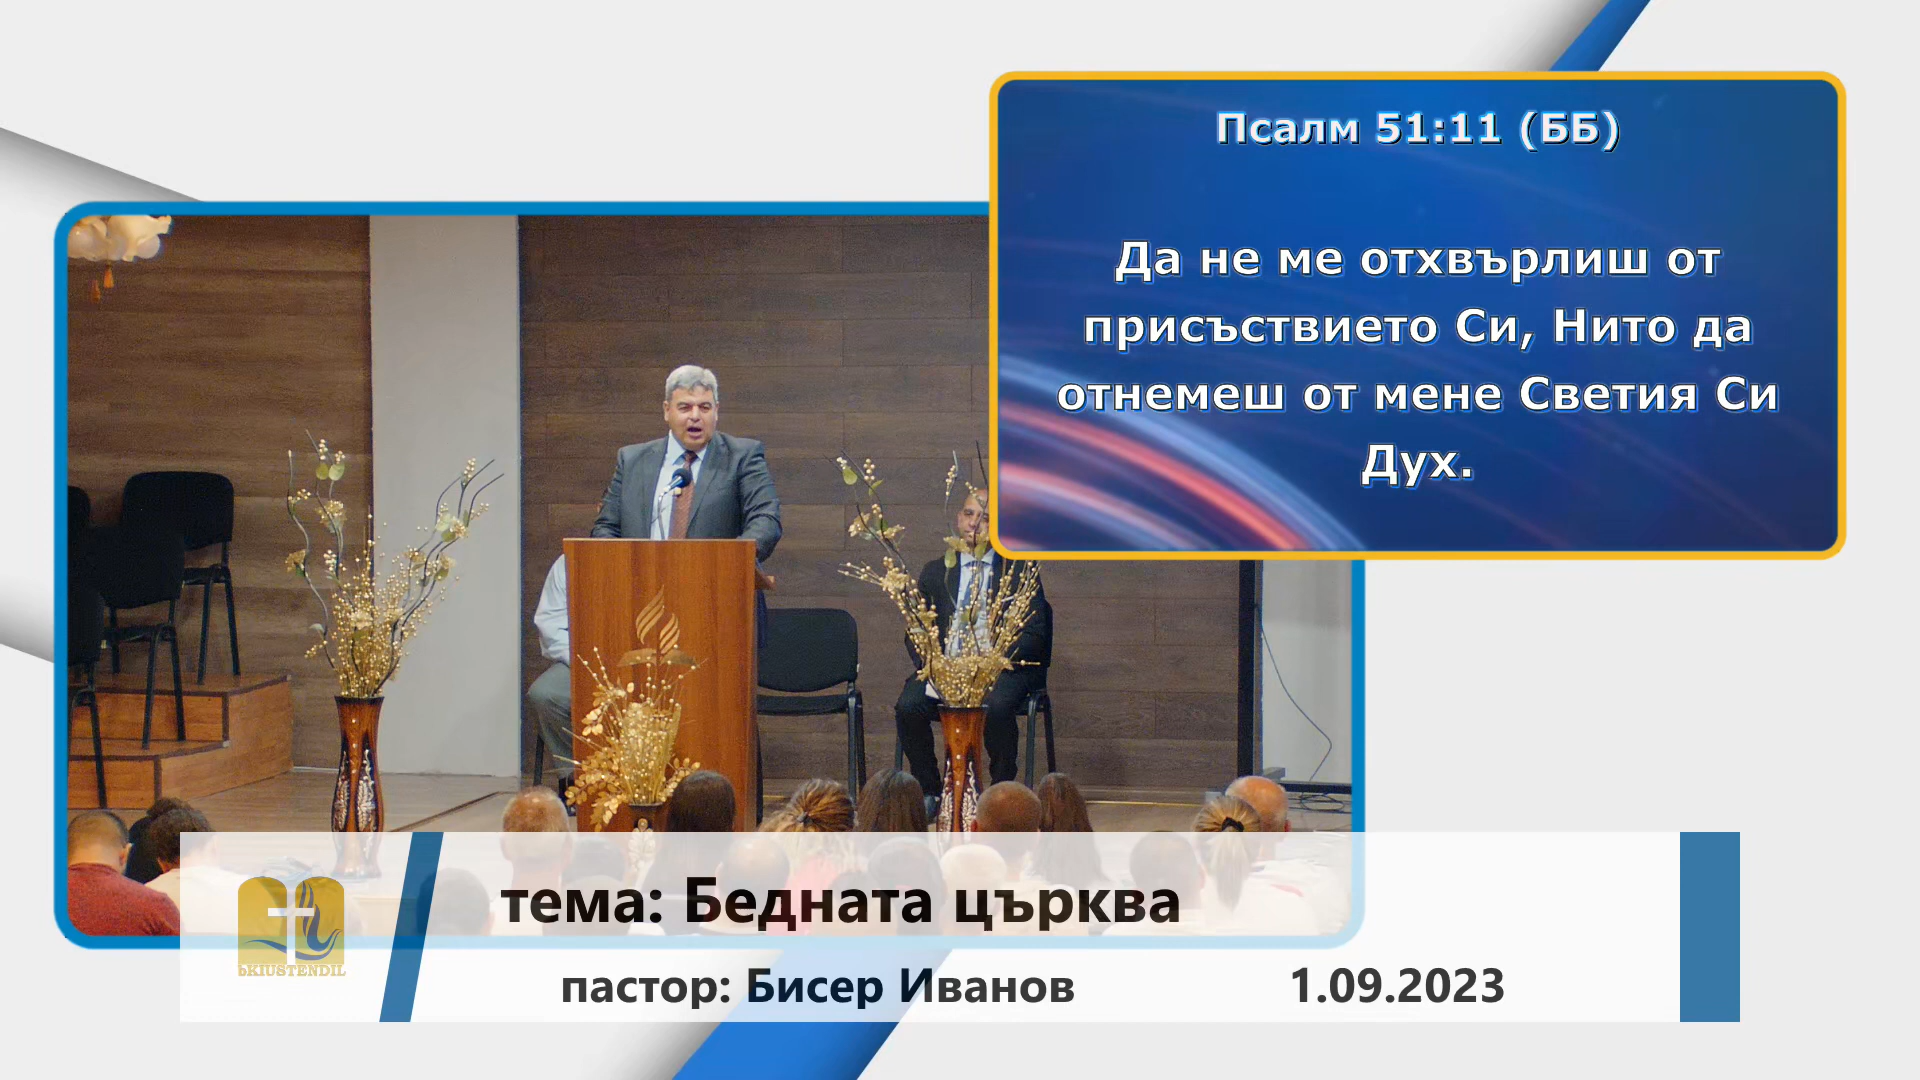 Псалм 51:11 (ББ)
Да не ме отхвърлиш от
присъствието Си, Нито да
отнемеш от мене Светия Си
Дух.
тема: Бедната църква
пастор: Бисер Иванов
1.09.2023
bKIUSTENDIL